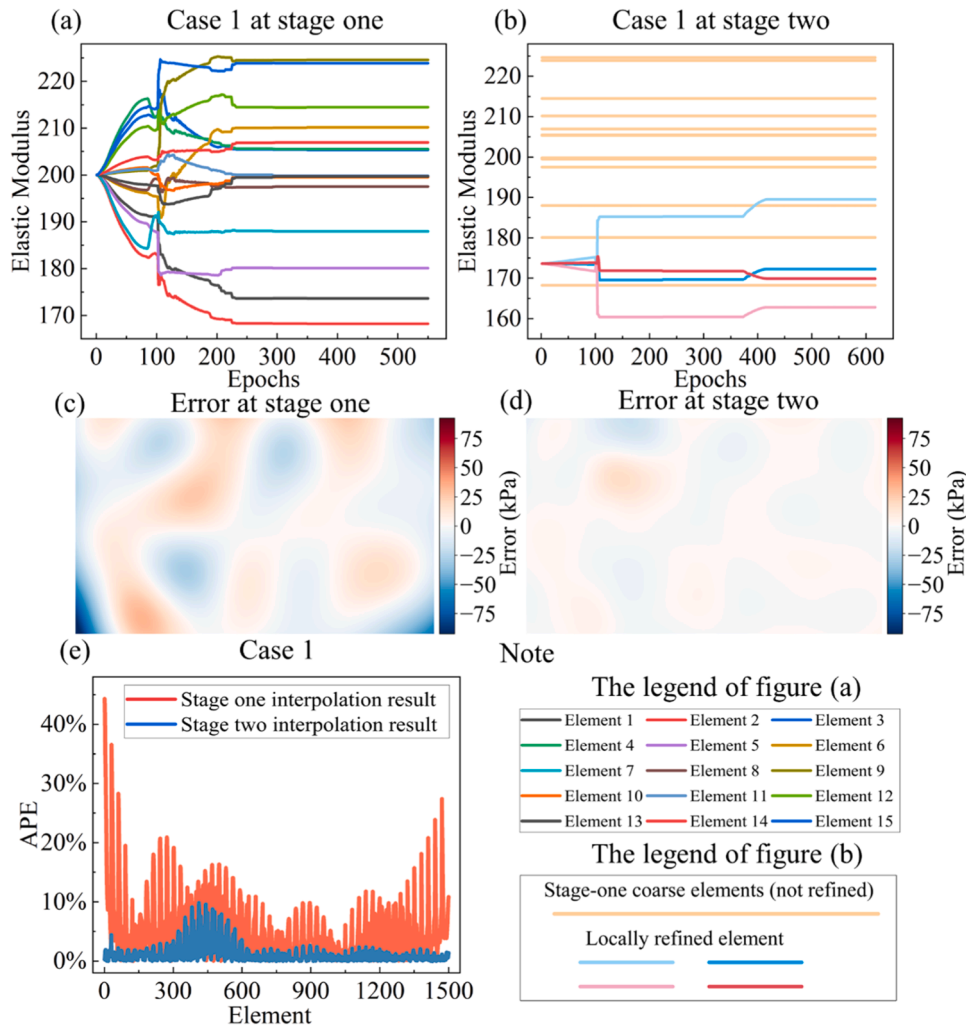 (a) Case 1 at stage one
(b) Case 1 at stage two
Elastic Modulus
220
210
200
190
180
170
0 100 200 300 400 500
Epochs
Elastic Modulus
220
210
200
190
180
170
160
0 100 200 300 400 500 600
Epochs
(c) Error at stage one
75
50
25
0
−25
−50
−75
Error (kPa)
(d) Error at stage two
75
50
25
0
−25
−50
−75
Error (kPa)
(e) Case 1
Stage one interpolation result
Stage two interpolation result
APE
40%
30%
20%
10%
0%
0 300 600 900 1200 1500
Element
Note
The legend of figure (a)
Element 1 Element 2 Element 3
Element 4 Element 5 Element 6
Element 7 Element 8 Element 9
Element 10 Element 11 Element 12
Element 13 Element 14 Element 15
The legend of figure (b)
Stage-one coarse elements (not refined)
Locally refined element